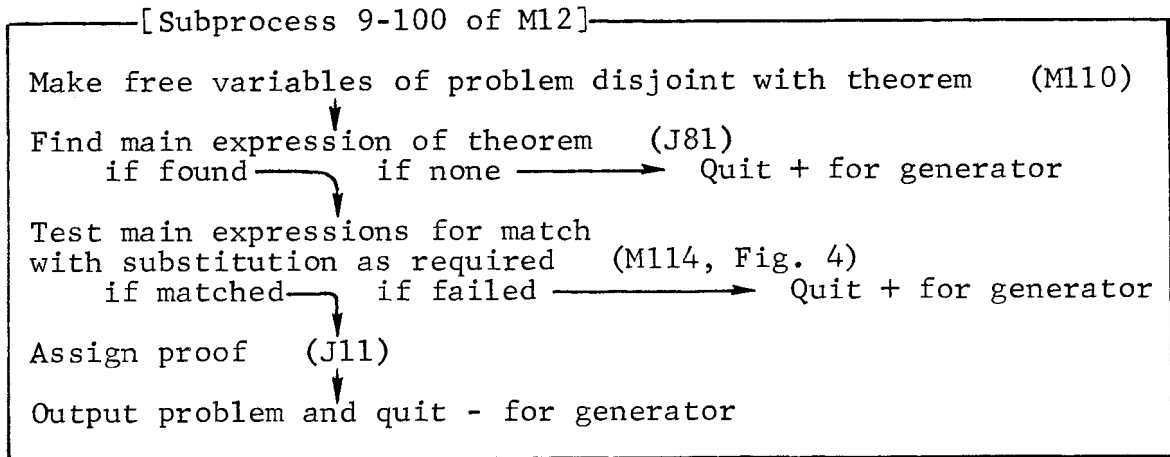 [Subprocess 9-100 of M12]
Make free variables of problem disjoint with theorem (M110)
Find main expression of theorem (J81)
if found if none Quit + for generator
Test main expressions for match
with substitution as required (M114, Fig. 4)
if matched if failed Quit + for generator
Assign proof (J11)
Output problem and quit - for generator